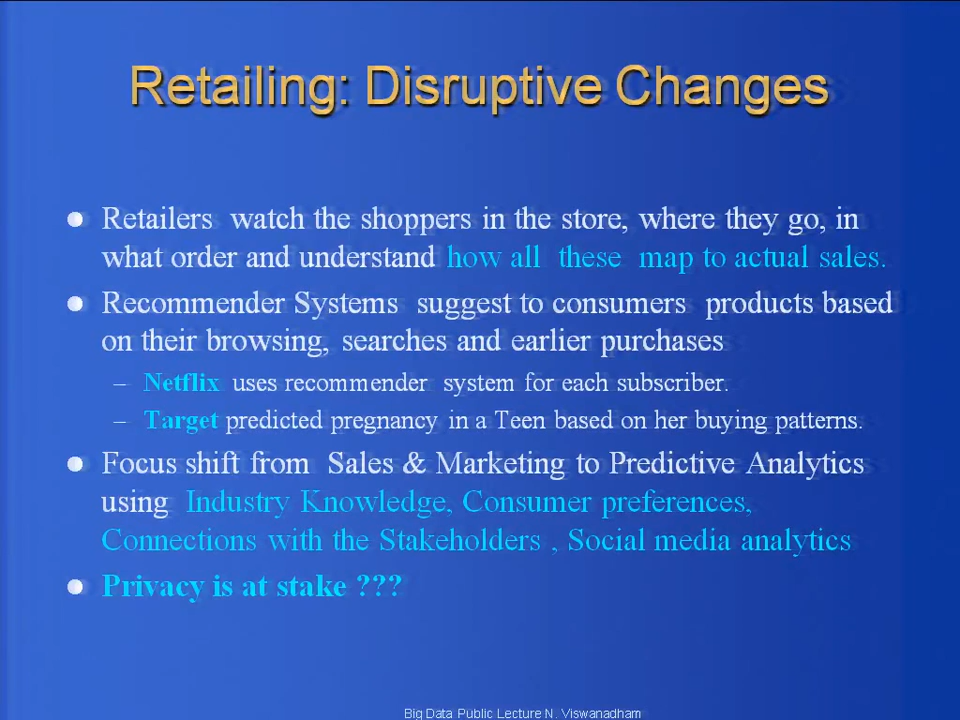 Retailing: Disruptive Changes
Retailers watch the shoppers in the store, where they go, in
what order and understand how all these map to actual sales.
Recommender Systems suggest to consumers products based
on their browsing, searches and earlier purchases
– Netflix uses recommender system for each subscriber.
– Target predicted pregnancy in a Teen based on her buying patterns.
Focus shift from Sales & Marketing to Predictive Analytics
using Industry Knowledge, Consumer preferences,
Connections with the Stakeholders , Social media analytics
Privacy is at stake ???
Big Data Public Lecture N. Viswanadham